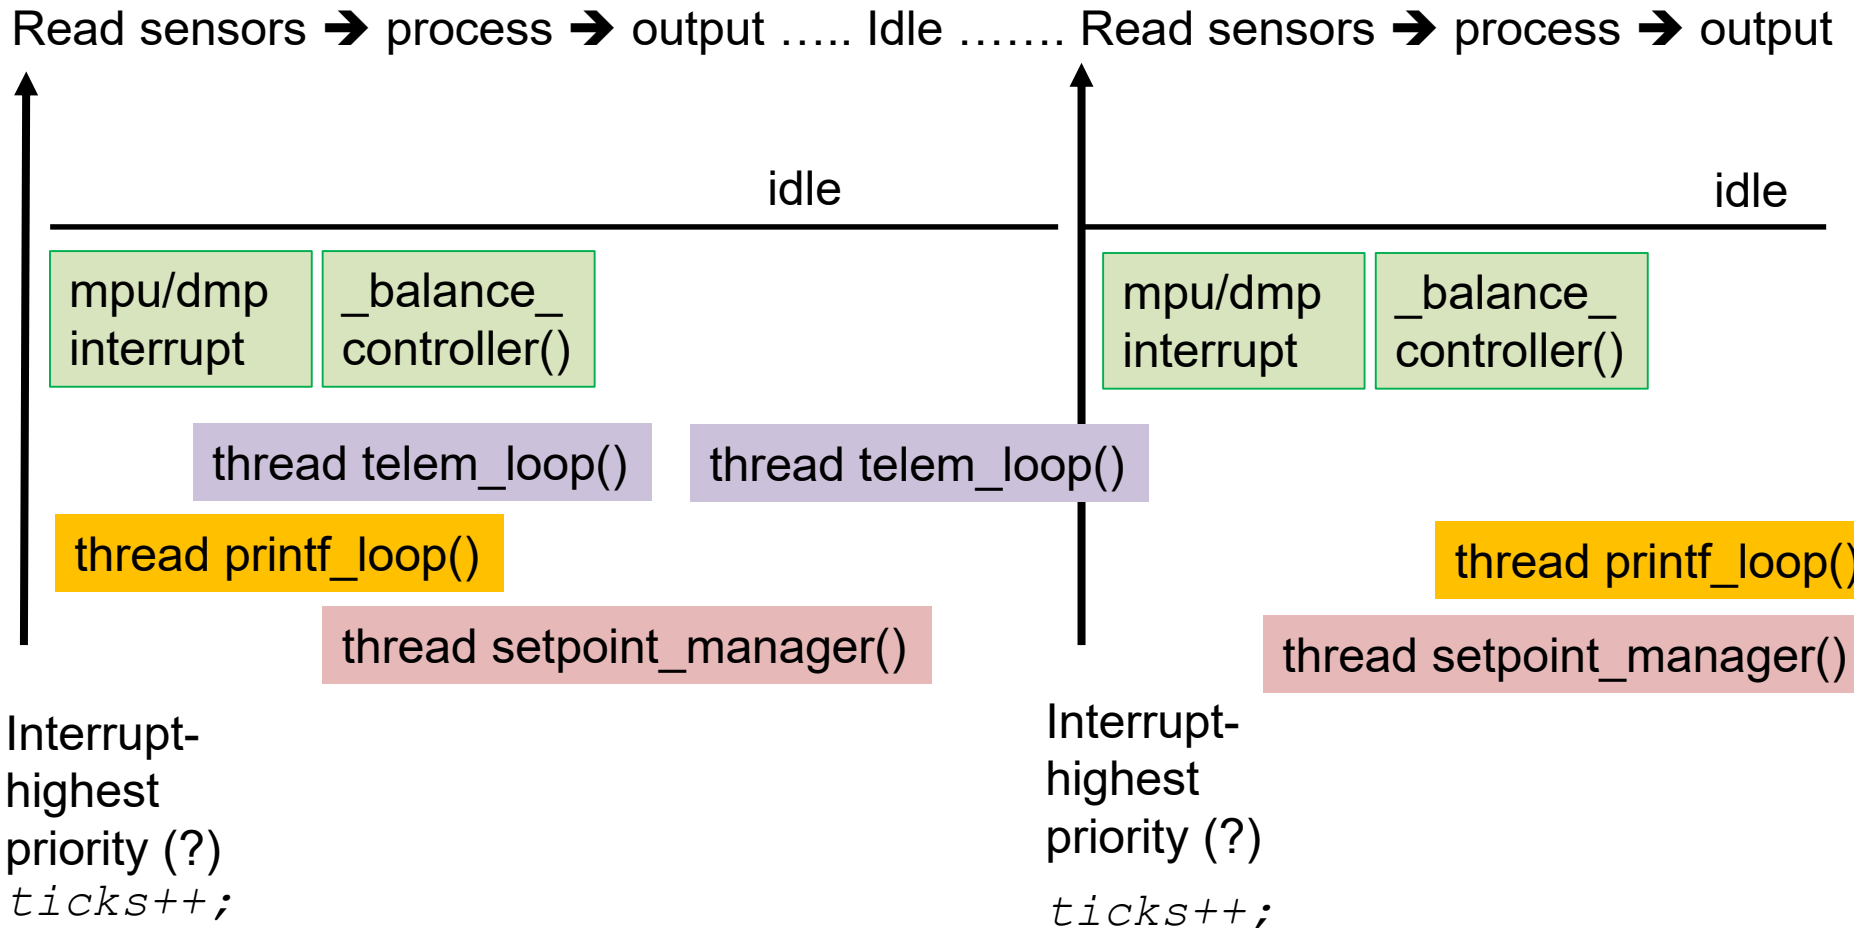 Read sensors ➔ process ➔ output ….. Idle ……. Read sensors ➔ process ➔ output
idle
idle
mpu/dmp
interrupt
_balance_
controller()
mpu/dmp
interrupt
_balance_
controller()
thread telem_loop()
thread telem_loop()
thread printf_loop()
thread printf_loop()
thread setpoint_manager()
thread setpoint_manager()
Interrupt-
highest
priority (?)
ticks++;
Interrupt-
highest
priority (?)
ticks++;